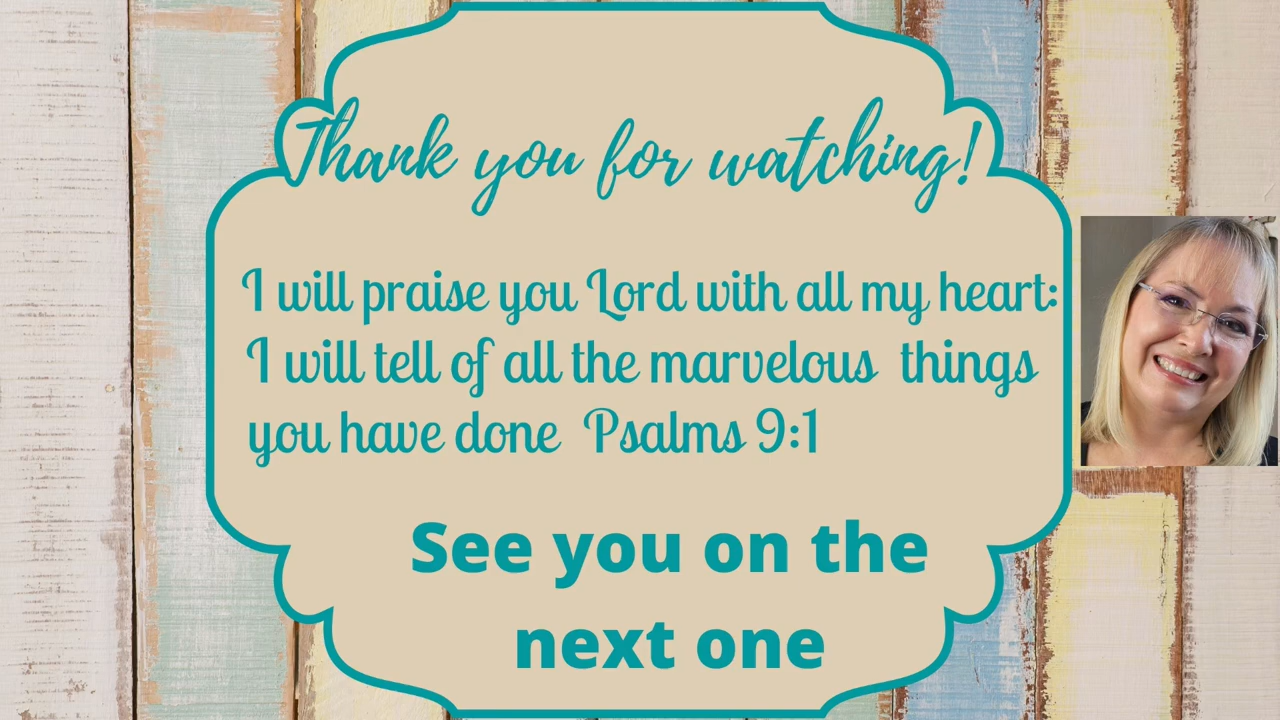 Thank you for watching!
I will praise you Lord with all my heart:
I will tell of all the marvelous things
you have done Psalms 9:1
See you on the
next one